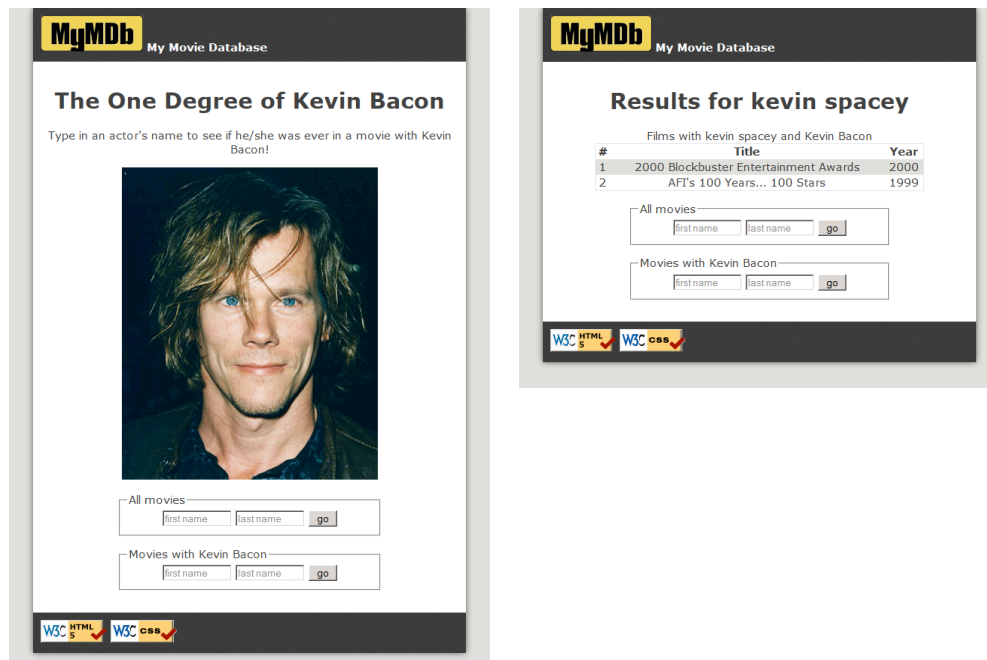 MyMDb My Movie Database
The One Degree of Kevin Bacon
Type in an actor's name to see if he/she was ever in a movie with Kevin
Bacon!
All movies
first name last name go
Movies with Kevin Bacon
first name last name go
W3C HTML 5 W3C css
MyMDb My Movie Database
Results for kevin spacey
Films with kevin spacey and Kevin Bacon
# Title Year
1 2000 Blockbuster Entertainment Awards 2000
2 AFI's 100 Years... 100 Stars 1999
All movies
first name last name go
Movies with Kevin Bacon
first name last name go
W3C HTML 5 W3C css